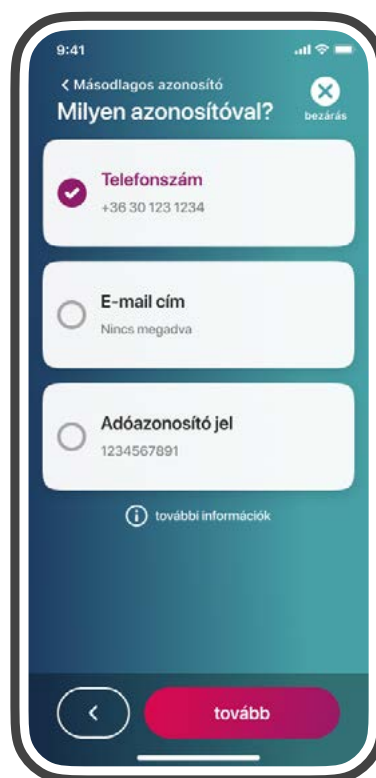 9:41
Másodlagos azonosító
Milyen azonosítóval?
bezárás
Telefonszám
+36 30 123 1234
E-mail cím
Nincs megadva
Adóazonosító jel
1234567891
további információk
tovább